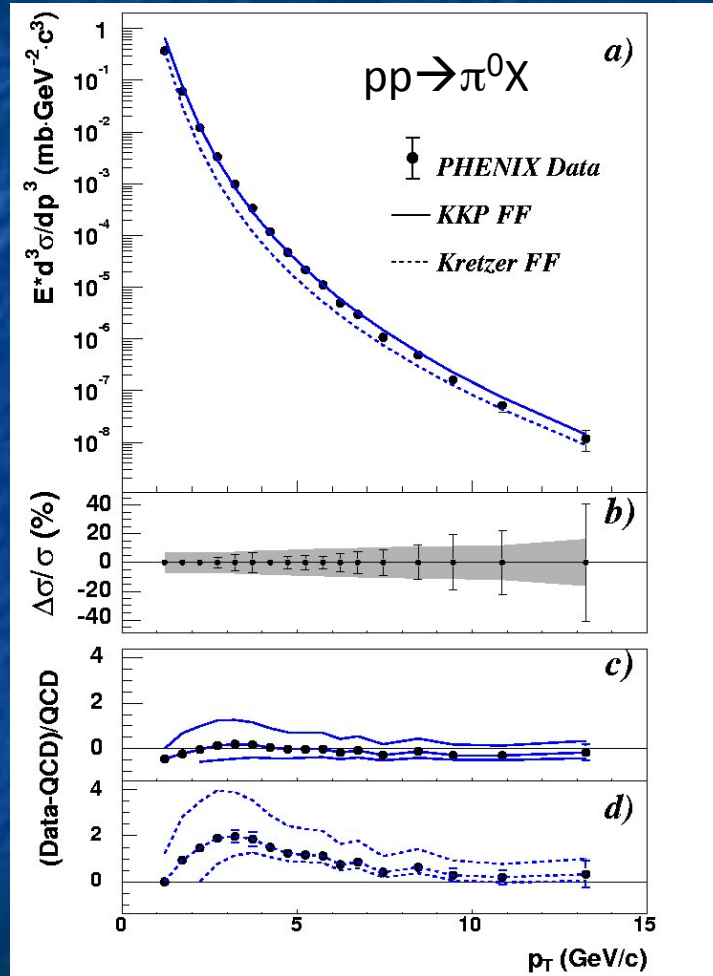 a)
pp→π⁰X
PHENIX Data
KKP FF
Kretzer FF
E*d³σ/dp³ (mb·GeV⁻²·c³)
1
10⁻¹
10⁻²
10⁻³
10⁻⁴
10⁻⁵
10⁻⁶
10⁻⁷
10⁻⁸
b)
Δσ/σ (%)
40
20
0
-20
-40
c)
(Data-QCD)/QCD
4
2
0
d)
4
2
0
0 5 10 15
p_T (GeV/c)